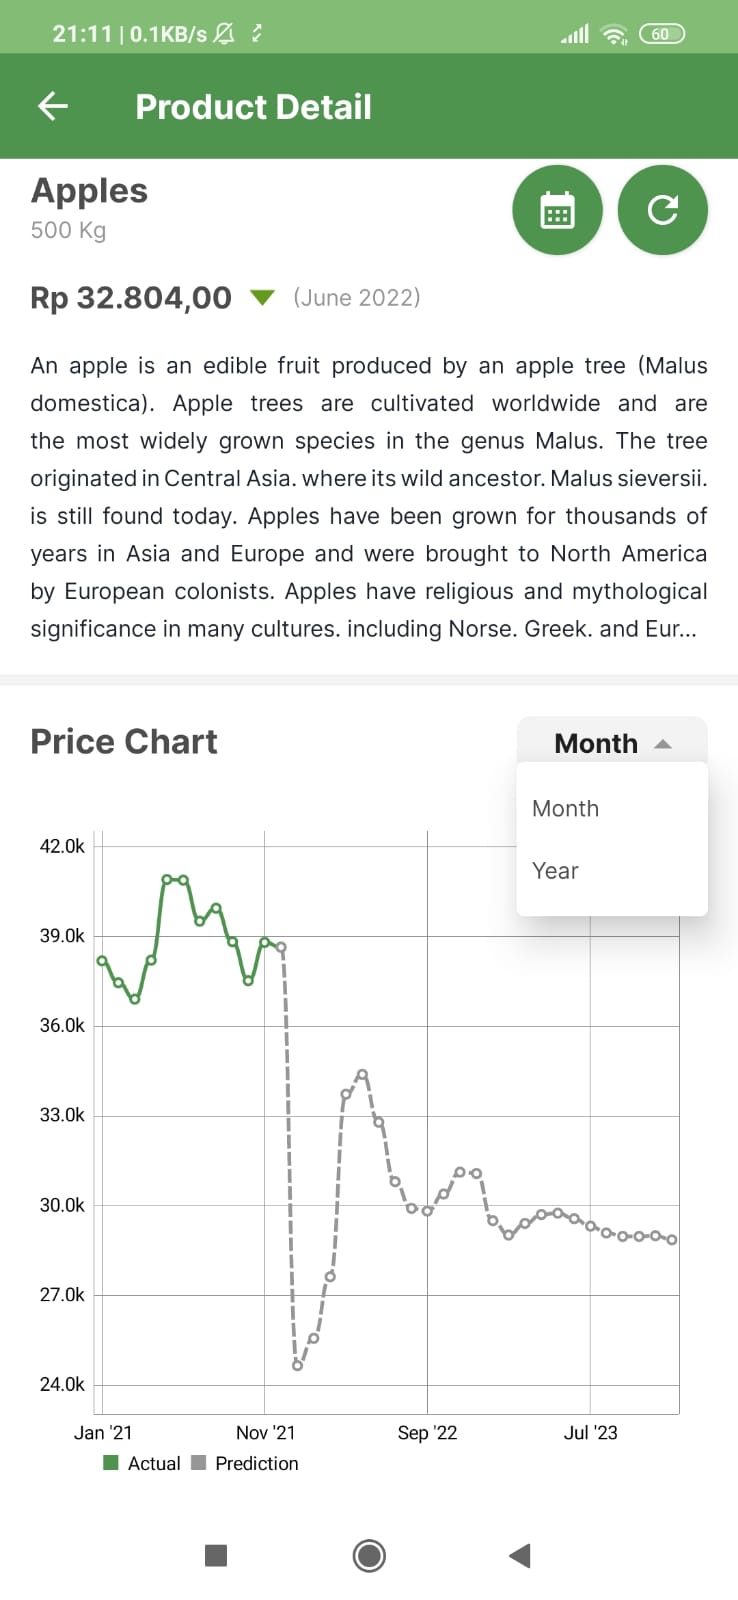 21:11 | 0.1KB/s
60
Product Detail
Apples
500 Kg
Rp 32.804,00 (June 2022)
An apple is an edible fruit produced by an apple tree (Malus
domestica). Apple trees are cultivated worldwide and are
the most widely grown species in the genus Malus. The tree
originated in Central Asia. where its wild ancestor. Malus sieversii.
is still found today. Apples have been grown for thousands of
years in Asia and Europe and were brought to North America
by European colonists. Apples have religious and mythological
significance in many cultures. including Norse. Greek. and Eur...
Price Chart
Month
Month
Year
42.0k
39.0k
36.0k
33.0k
30.0k
27.0k
24.0k
Jan '21 Nov '21 Sep '22 Jul '23
Actual Prediction